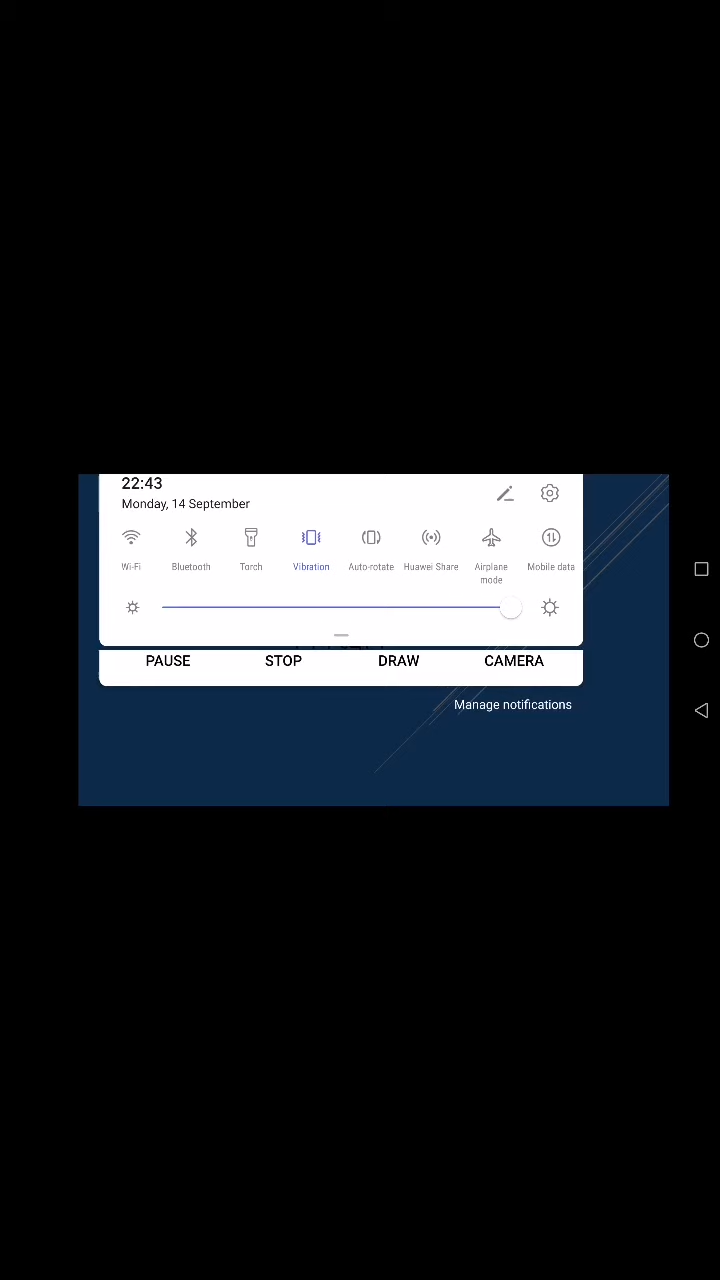 22:43
Monday, 14 September
Wi-Fi Bluetooth Torch Vibration Auto-rotate Huawei Share Airplane mode Mobile data
PAUSE STOP DRAW CAMERA
Manage notifications